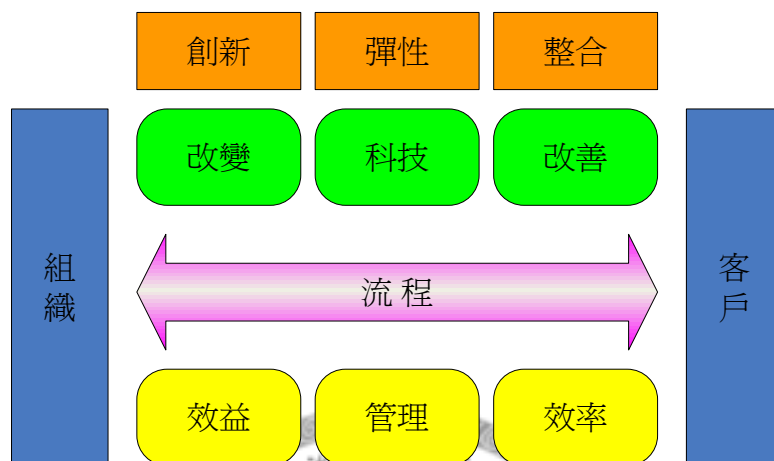 創新
彈性
整合
改變
科技
改善
組
織
流 程
客
戶
效益
管理
效率